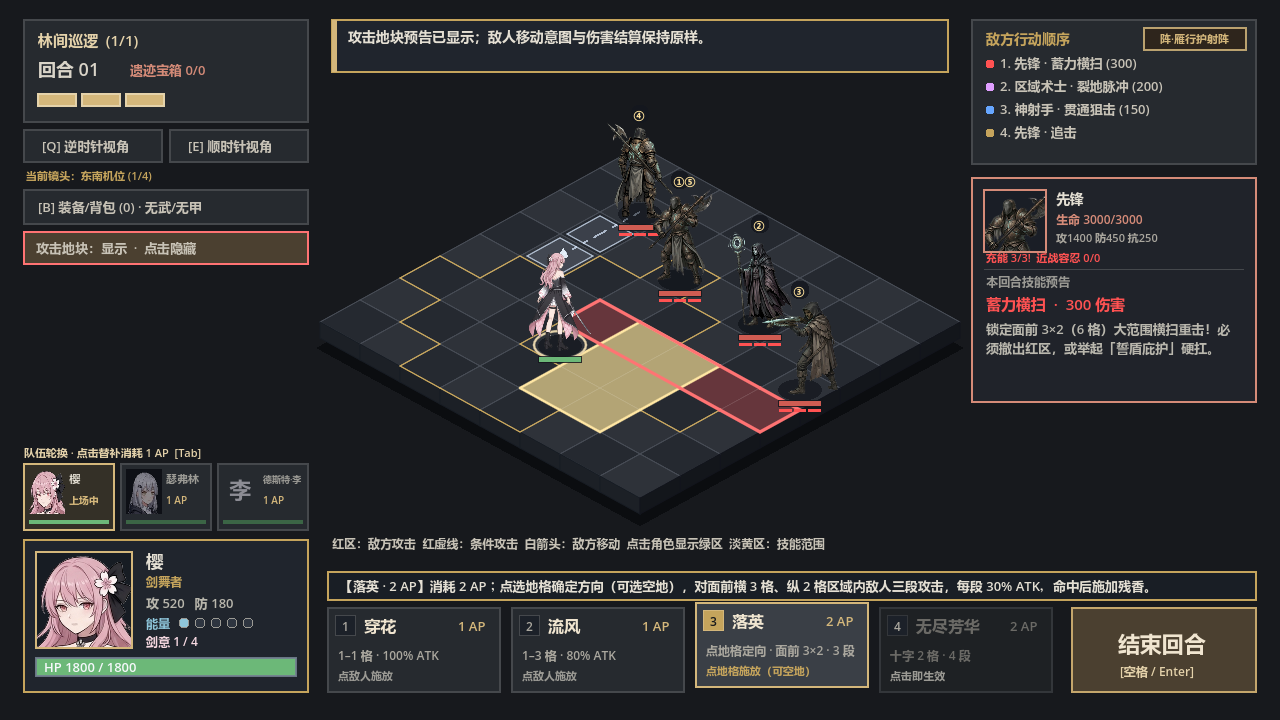 林间巡逻 (1/1)
回合 01 遗迹宝箱 0/0
[Q] 逆时针视角
[E] 顺时针视角
当前镜头：东南机位 (1/4)
[B] 装备/背包 (0) · 无武/无甲
攻击地块：显示 · 点击隐藏
攻击地块预告已显示；敌人移动意图与伤害结算保持原样。
敌方行动顺序
阵·雁行护射阵
1. 先锋 · 蓄力横扫 (300)
2. 区域术士 · 裂地脉冲 (200)
3. 神射手 · 贯通狙击 (150)
4. 先锋 · 追击
先锋
生命 3000/3000
攻1400 防450 抗250
充能 3/3! 近战容忍 0/0
本回合技能预告
蓄力横扫 · 300 伤害
锁定面前 3×2（6 格）大范围横扫重击！必
须撤出红区，或举起「誓盾庇护」硬扛。
④
①⑤
②
③
队伍轮换 · 点击替补消耗 1 AP [Tab]
樱
上场中
瑟弗林
1 AP
李
德斯特·李
1 AP
樱
剑舞者
攻 520 防 180
能量
剑意 1 / 4
HP 1800 / 1800
红区：敌方攻击 红虚线：条件攻击 白箭头：敌方移动 点击角色显示绿区 淡黄区：技能范围
【落英 · 2 AP】消耗 2 AP；点选地格确定方向（可选空地），对面前横 3 格、纵 2 格区域内敌人三段攻击，每段 30% ATK，命中后施加残香。
1 穿花 1 AP
1–1 格 · 100% ATK
点敌人施放
2 流风 1 AP
1–3 格 · 80% ATK
点敌人施放
3 落英 2 AP
点地格定向 · 面前 3×2 · 3 段
点地格施放（可空地）
4 无尽芳华 2 AP
十字 2 格 · 4 段
点击即生效
结束回合
[空格 / Enter]